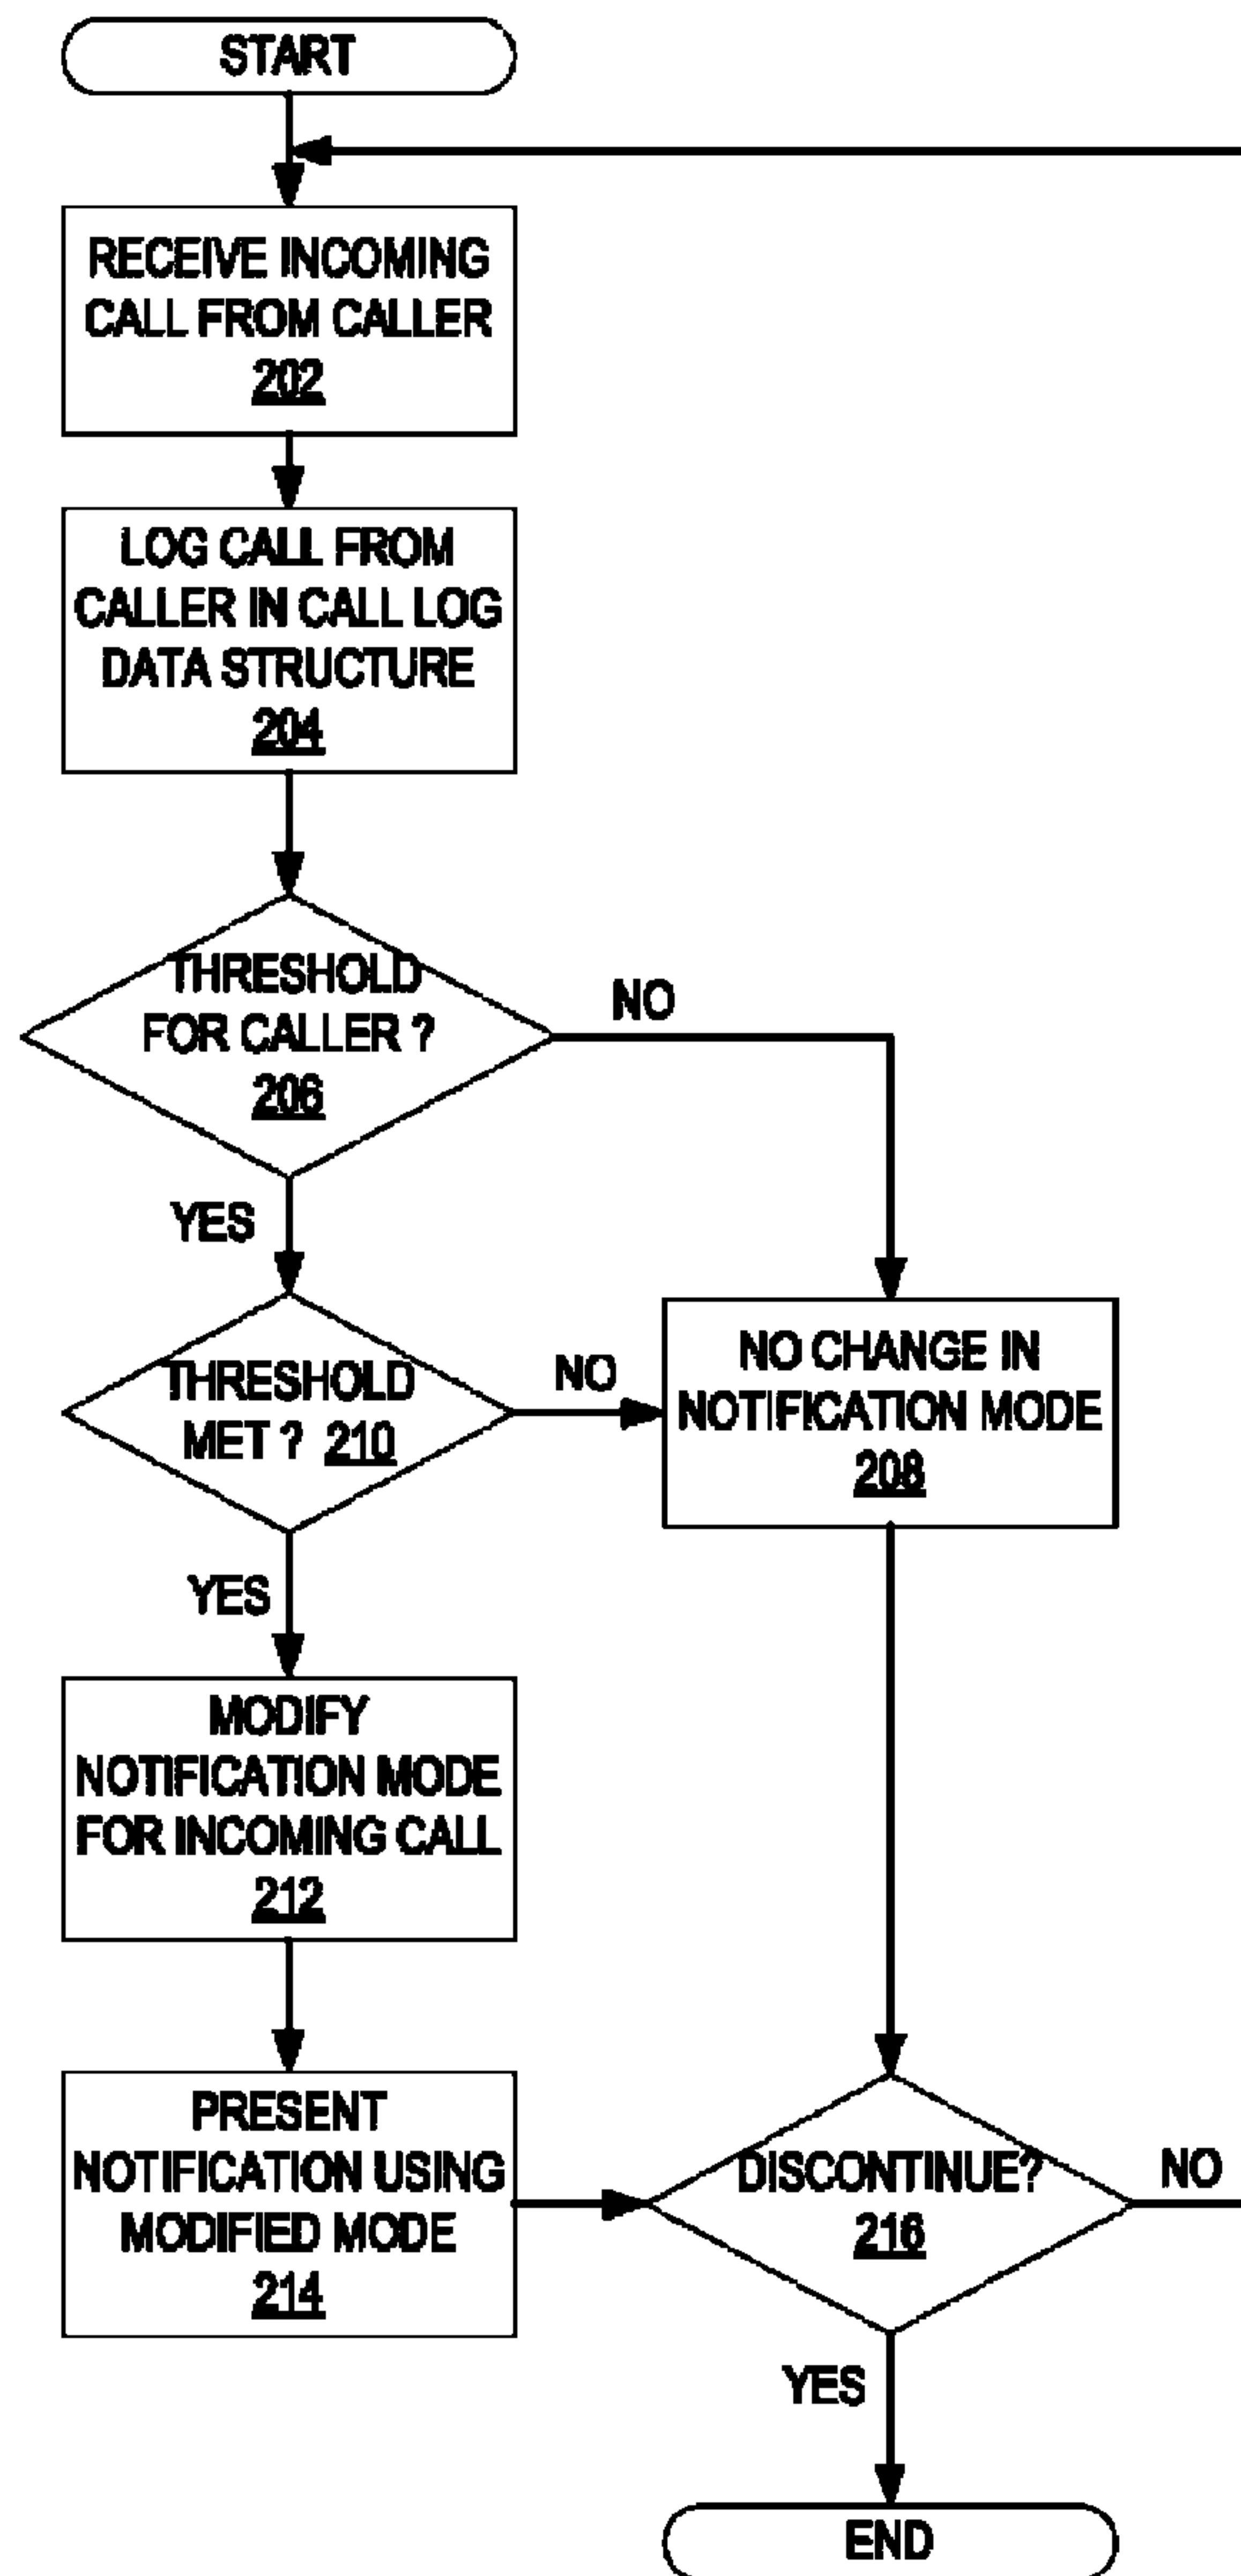 START
RECEIVE INCOMING
CALL FROM CALLER
202
LOG CALL FROM
CALLER IN CALL LOG
DATA STRUCTURE
204
THRESHOLD
FOR CALLER ?
206
NO
YES
THRESHOLD
MET ? 210
NO
NO CHANGE IN
NOTIFICATION MODE
208
YES
MODIFY
NOTIFICATION MODE
FOR INCOMING CALL
212
PRESENT
NOTIFICATION USING
MODIFIED MODE
214
DISCONTINUE?
216
NO
YES
END